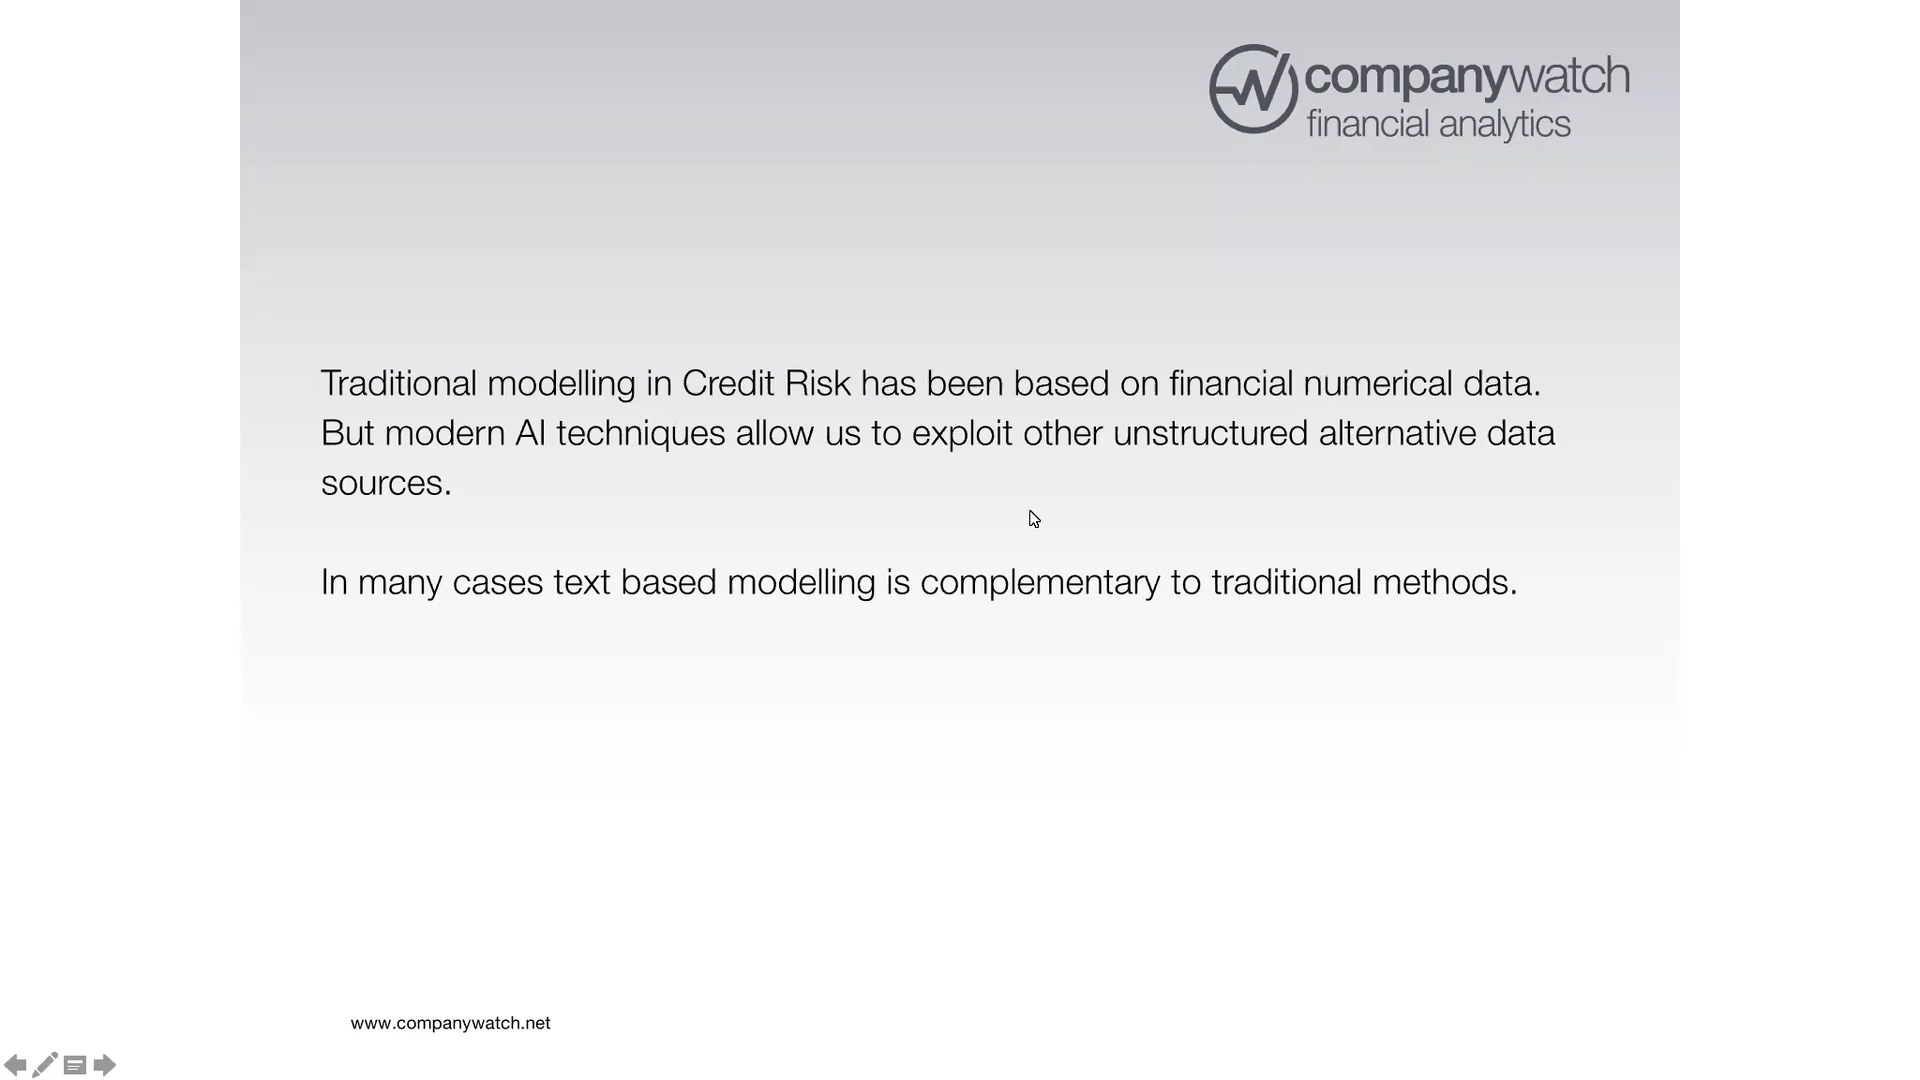 companywatch
financial analytics
Traditional modelling in Credit Risk has been based on financial numerical data.
But modern AI techniques allow us to exploit other unstructured alternative data
sources.
In many cases text based modelling is complementary to traditional methods.
www.companywatch.net